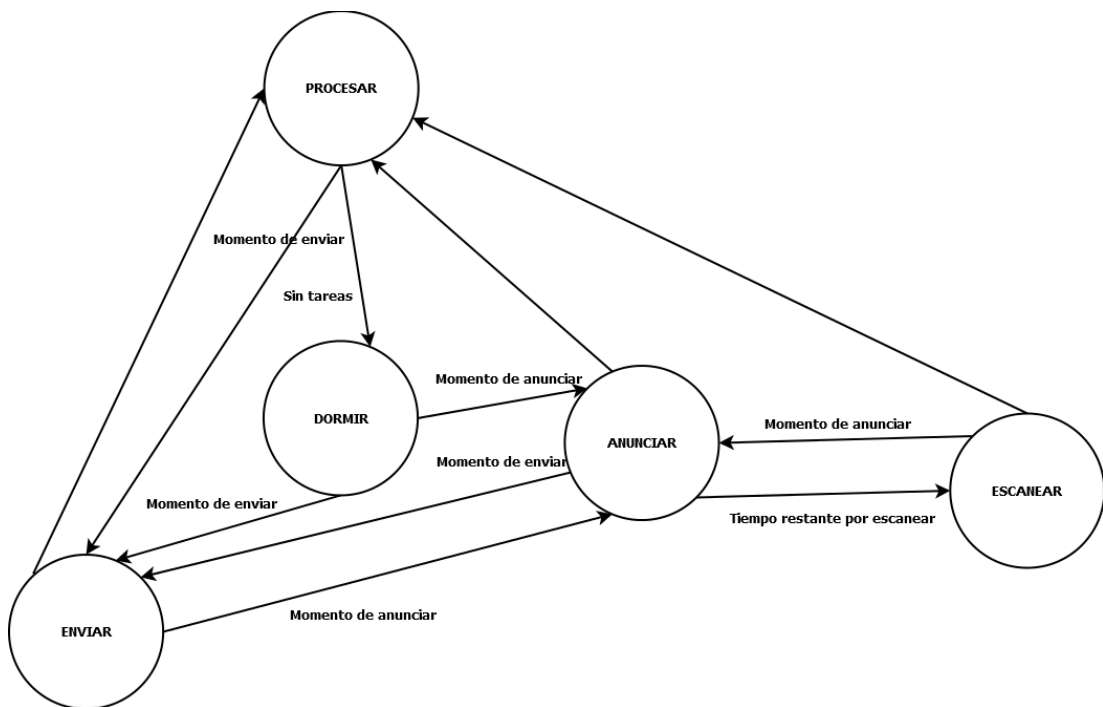 PROCESAR
Momento de enviar
Sin tareas
Momento de anunciar
DORMIR
Momento de anunciar
ANUNCIAR
Momento de enviar
ESCANEAR
Momento de enviar
Tiempo restante por escanear
Momento de anunciar
ENVIAR